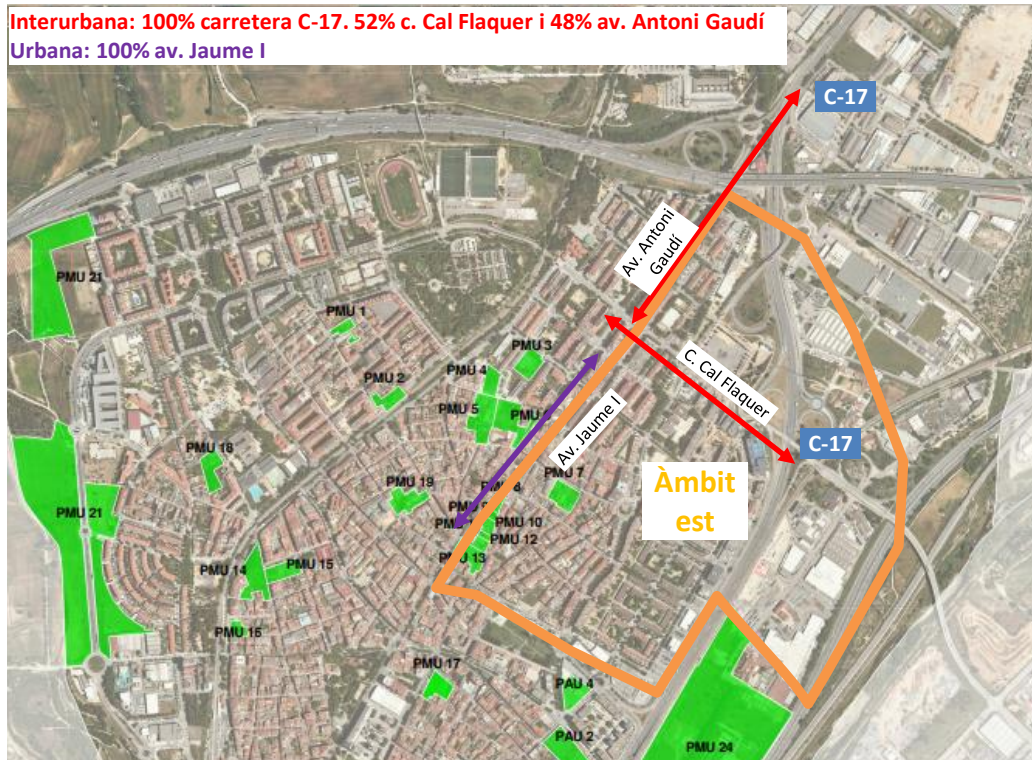 Interurbana: 100% carretera C-17. 52% c. Cal Flaquer i 48% av. Antoni Gaudí
Urbana: 100% av. Jaume I
C-17
Av. Antoni
Gaudí
PMU 21
PMU 1
PMU 3
PMU 4
PMU 2
C. Cal Flaquer
PMU 5
Av. Jaume I
C-17
PMU 18
PMU 7
Àmbit
est
PMU 19
PMU 21
PMU 10
PMU 12
PMU 13
PMU 14
PMU 15
PMU 16
PMU 17
PAU 4
PAU 2
PMU 24